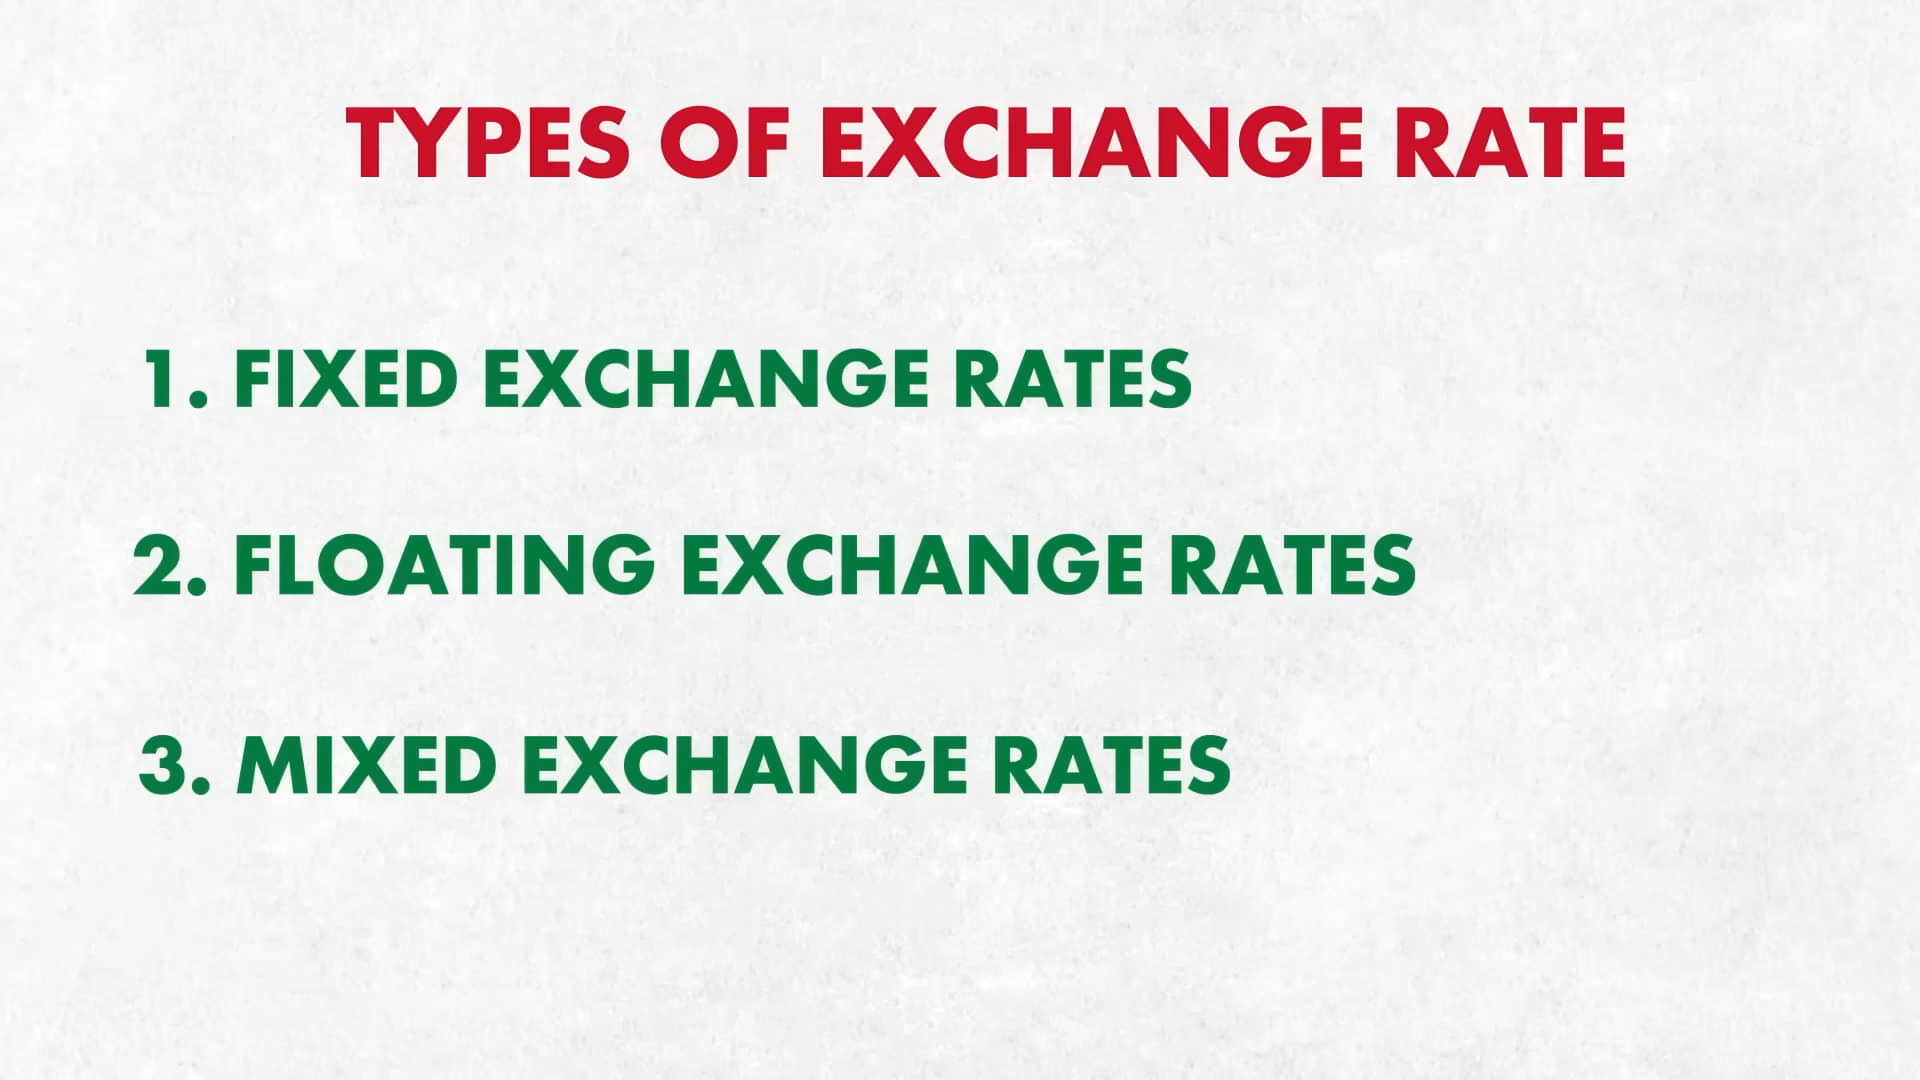 TYPES OF EXCHANGE RATE
1. FIXED EXCHANGE RATES
2. FLOATING EXCHANGE RATES
3. MIXED EXCHANGE RATES